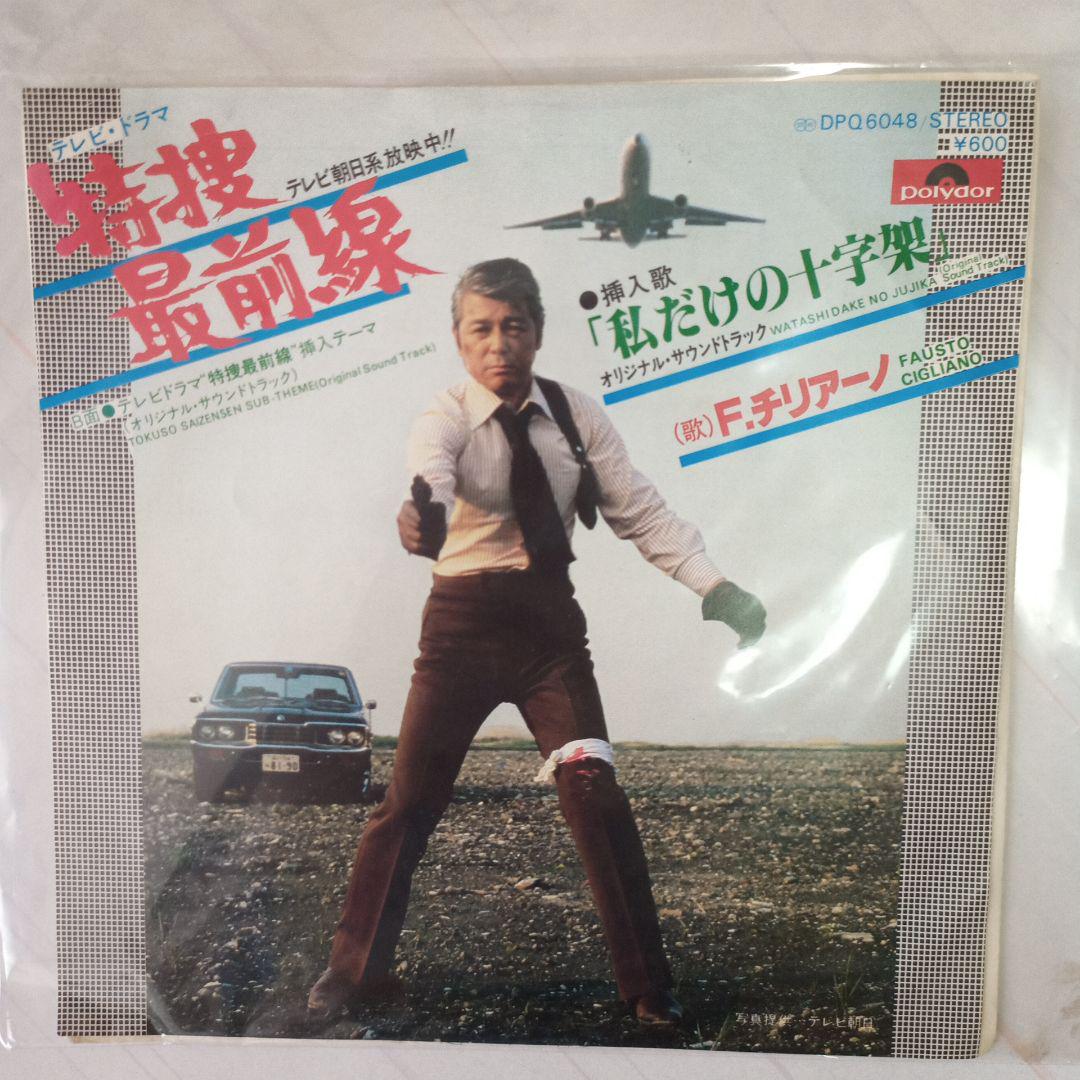 テレビ・ドラマ
特捜
最前線
テレビ朝日系放映中!!
B面●テレビドラマ“特捜最前線”挿入テーマ
(オリジナル・サウンドトラック)
TOKUSO SAIZENSEN SUB-THEME(Original Sound Track)
DPQ6048/STEREO
¥600
polydor
●挿入歌
「私だけの十字架」
オリジナル・サウンドトラック WATASHI DAKE NO JUJIKA (Original Sound Track)
(歌)F.チリアーノ FAUSTO CIGLIANO
81-90
写真提供…テレビ朝日